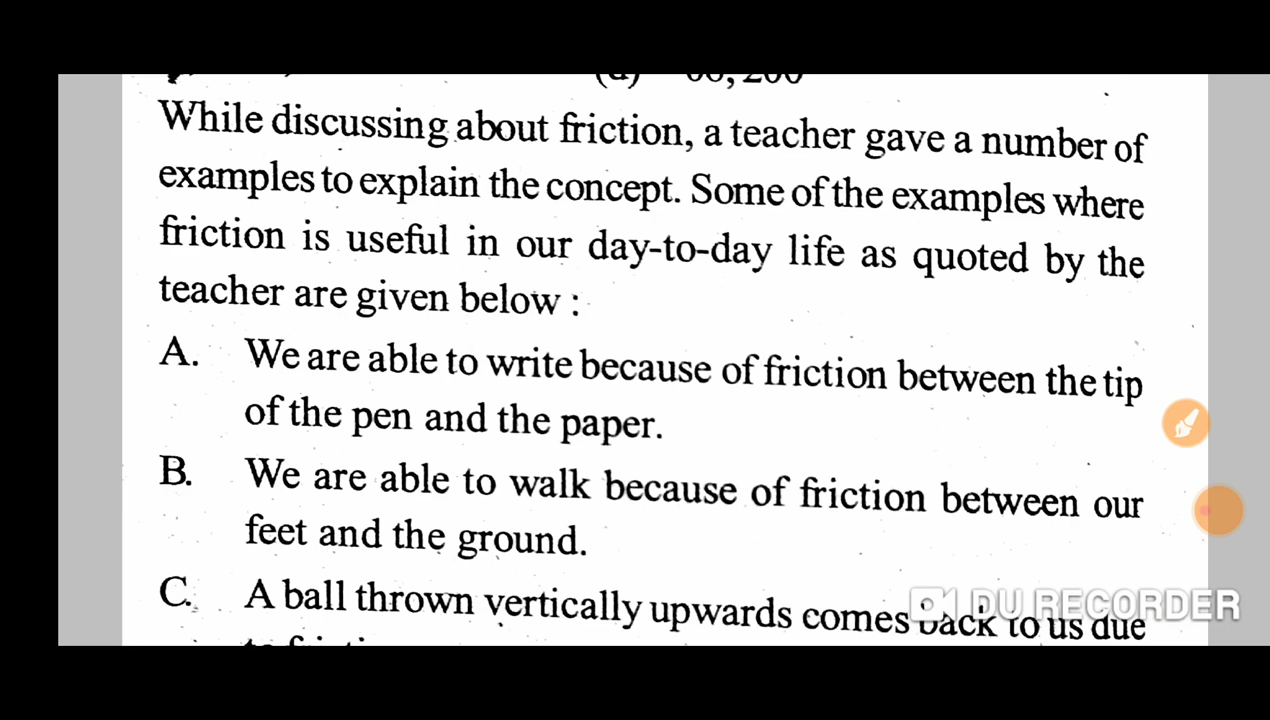 (d) 66, 200
While discussing about friction, a teacher gave a number of
examples to explain the concept. Some of the examples where
friction is useful in our day-to-day life as quoted by the
teacher are given below :
A. We are able to write because of friction between the tip
of the pen and the paper.
B. We are able to walk because of friction between our
feet and the ground.
C. A ball thrown vertically upwards comes back to us due
DU RECORDER